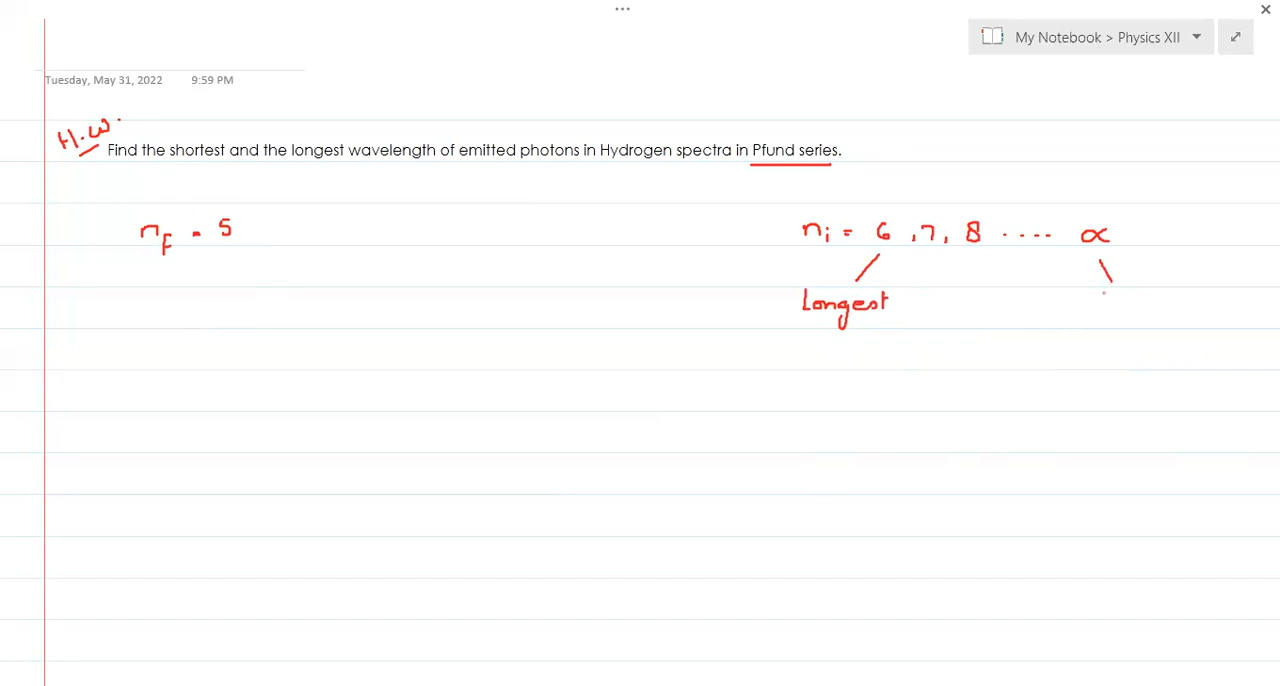 ...
My Notebook > Physics XII
Tuesday, May 31, 2022 9:59 PM
H.W.
Find the shortest and the longest wavelength of emitted photons in Hydrogen spectra in Pfund series.
nf = 5 ni = 6, 7, 8 ..... ∝
Longest